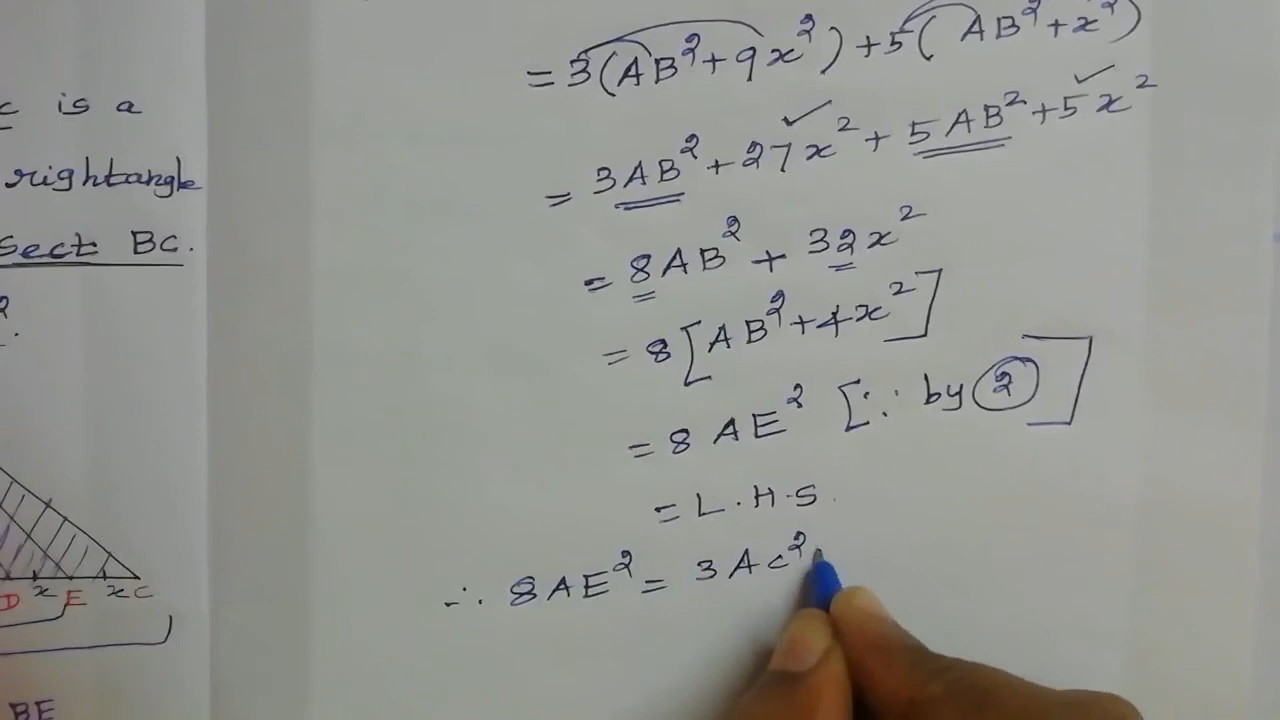 c is a
rightangle
sect BC.
2.
D x E x C
BE
= 3(AB²+9x²)+5(AB²+x²)
= 3AB²+27x²+5AB²+5x²
= 8AB²+32x²
= 8[AB²+4x²]
= 8AE² [∵ by ②]
= L.H.S.
∴ 8AE² = 3Ac²